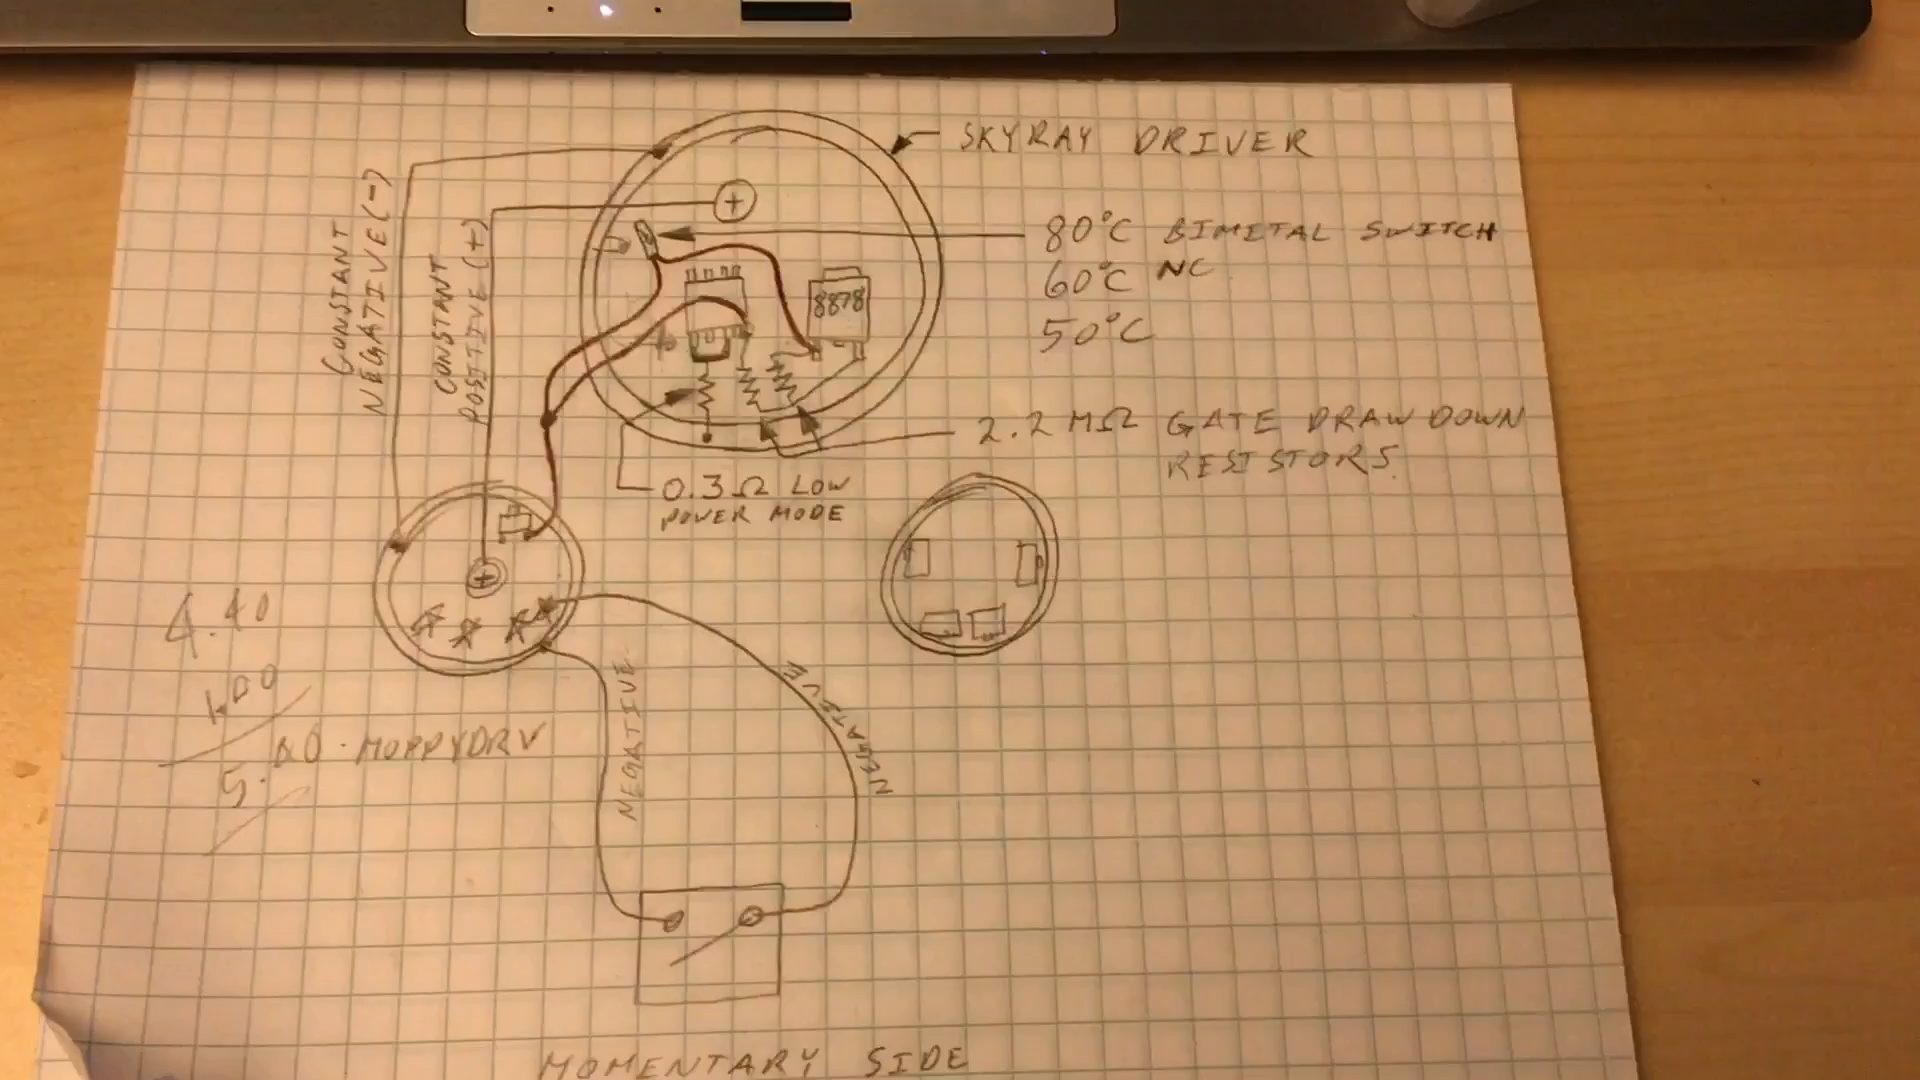 SKYRAY DRIVER
+
CONSTANT
NEGATIVE (-)
CONSTANT
POSITIVE (+)
80°C BIMETAL SWITCH
60°C NC
50°C
8878
2.2 MΩ GATE DRAW DOWN
RESISTORS
0.3Ω LOW
POWER MODE
+
4.40
1.00
5.40 · MOPPYDRV
NEGATIVE
NEGATIVE
MOMENTARY SIDE